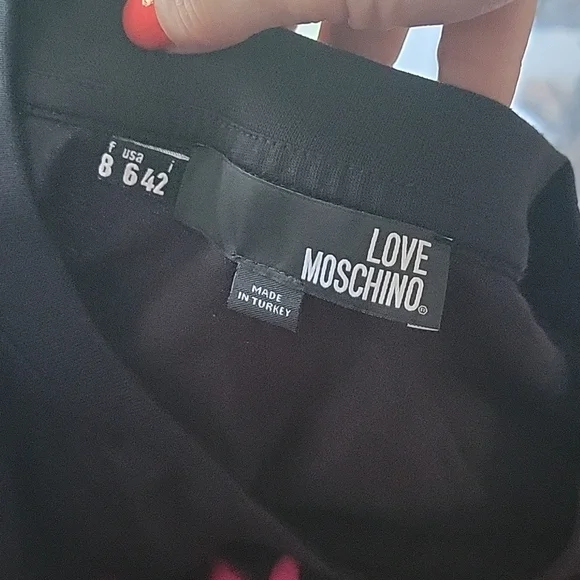 f usa i
8 6 42
LOVE
MOSCHINO®
MADE
IN TURKEY